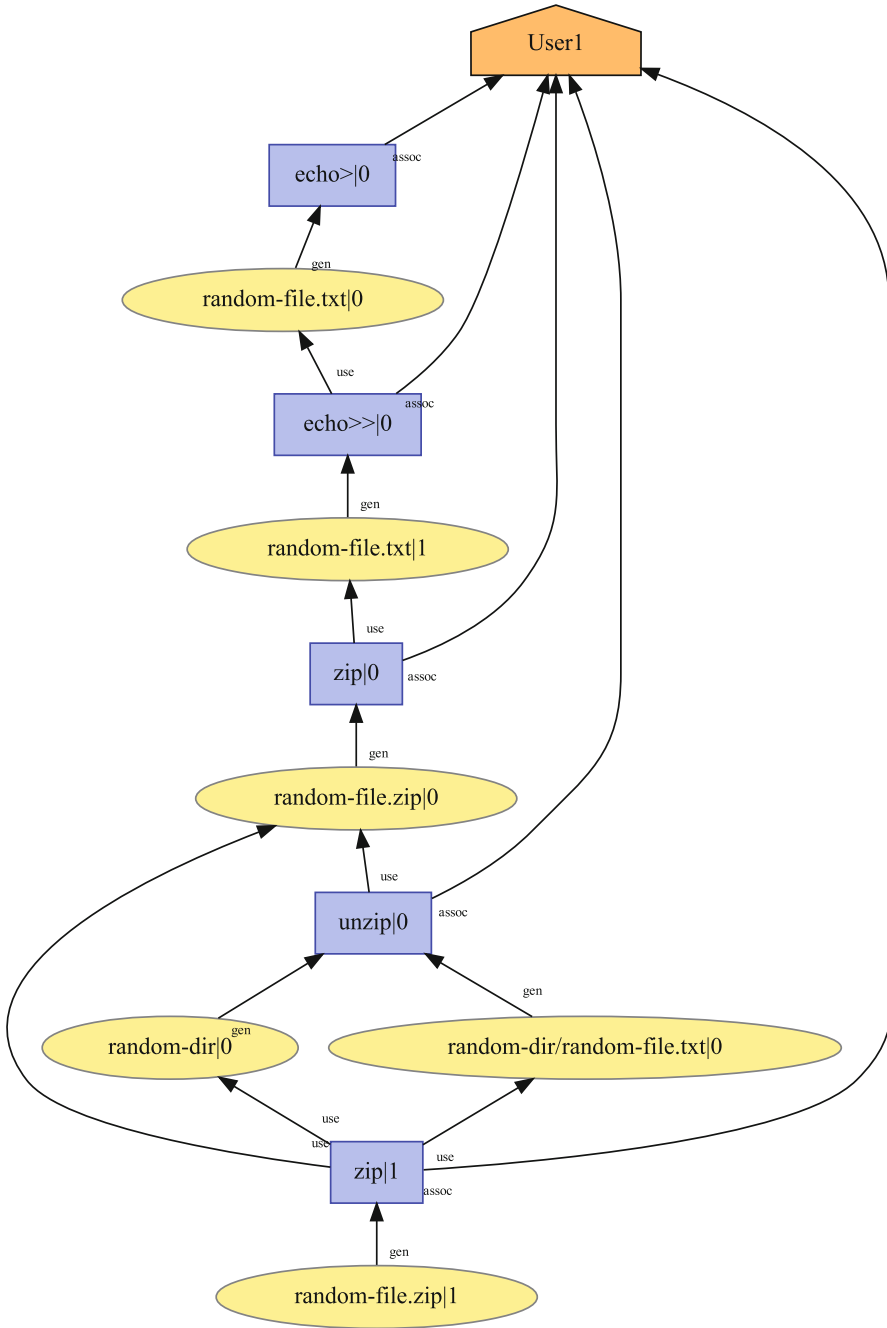 User1
echo>|0
assoc
gen
random-file.txt|0
use
echo>>|0
assoc
gen
random-file.txt|1
use
zip|0
assoc
gen
random-file.zip|0
use
unzip|0
assoc
gen
gen
random-dir|0
random-dir/random-file.txt|0
use
use
use
zip|1
assoc
gen
random-file.zip|1